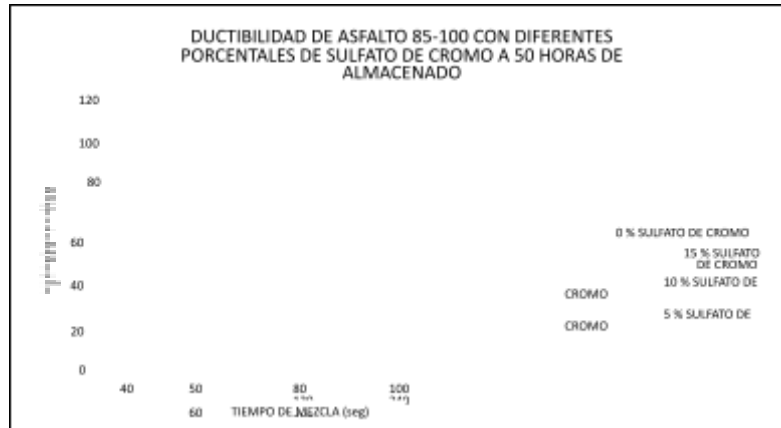 DUCTIBILIDAD DE ASFALTO 85-100 CON DIFERENTES
PORCENTALES DE SULFATO DE CROMO A 50 HORAS DE
ALMACENADO
120
100
80
60
40
20
0
0 % SULFATO DE CROMO
15 % SULFATO
DE CROMO
10 % SULFATO DE
CROMO
5 % SULFATO DE
CROMO
40 50 80 100
60 TIEMPO DE MEZCLA (seg)